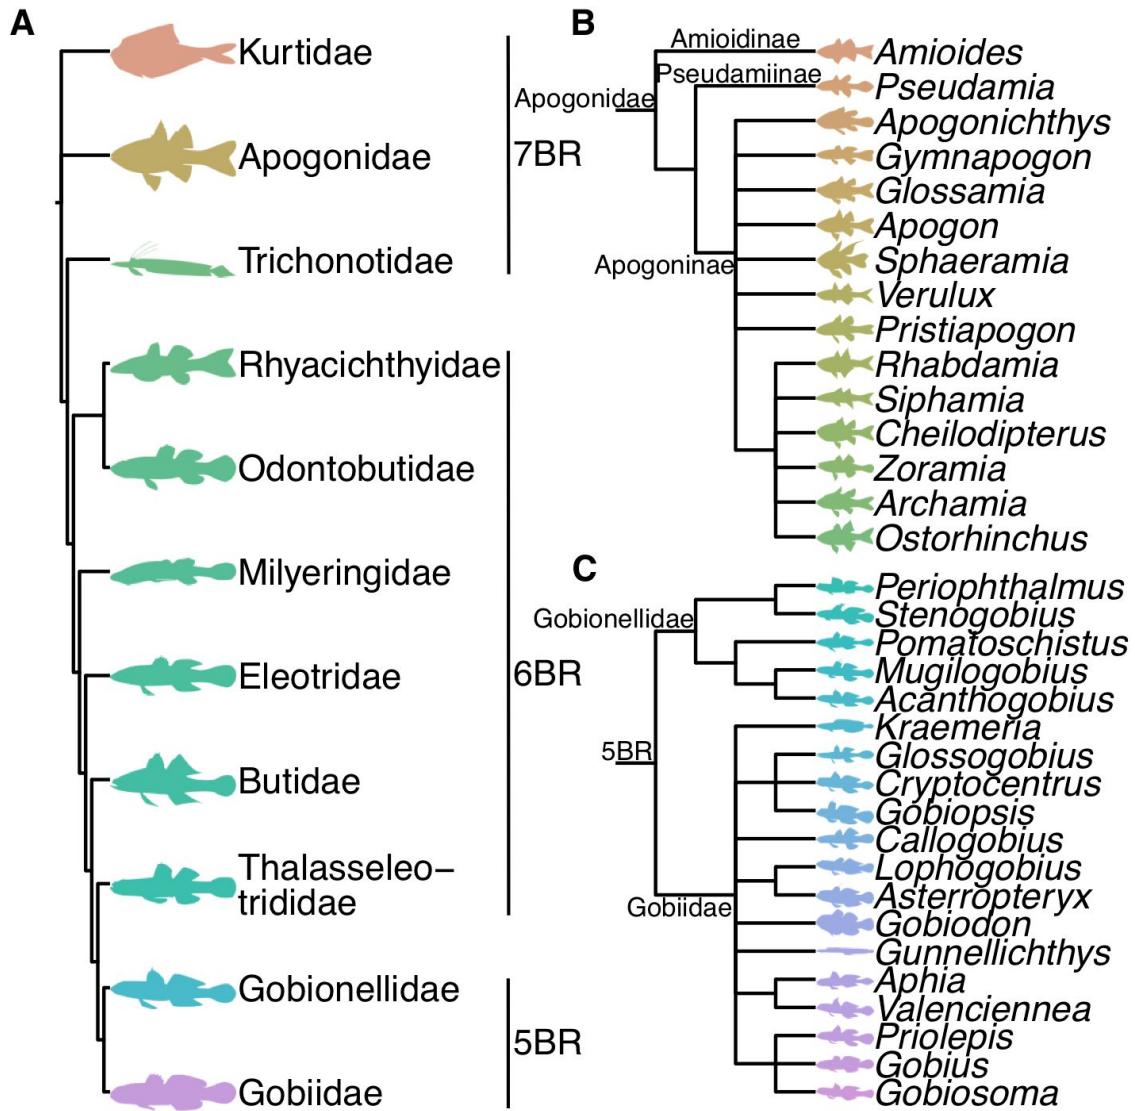 A
Kurtidae
Apogonidae
7BR
Trichonotidae
Rhyacichthyidae
Odontobutidae
Milyeringidae
Eleotridae
6BR
Butidae
Thalasseleo–
trididae
Gobionellidae
5BR
Gobiidae
B
Amioidinae
Amioides
Pseudamiinae
Pseudamia
Apogonidae
Apogonichthys
Gymnapogon
Glossamia
Apogon
Apogoninae
Sphaeramia
Verulux
Pristiapogon
Rhabdamia
Siphamia
Cheilodipterus
Zoramia
Archamia
Ostorhinchus
C
Periophthalmus
Gobionellidae
Stenogobius
Pomatoschistus
Mugilogobius
Acanthogobius
Kraemeria
5BR
Glossogobius
Cryptocentrus
Gobiopsis
Callogobius
Lophogobius
Asterropteryx
Gobiidae
Gobiodon
Gunnellichthys
Aphia
Valenciennea
Priolepis
Gobius
Gobiosoma